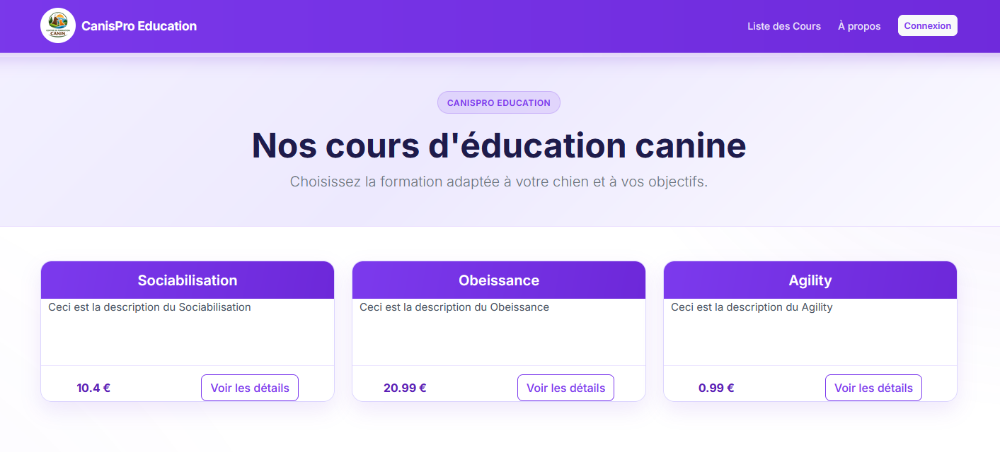 CANIN
CanisPro Education
Liste des Cours
À propos
Connexion
CANISPRO EDUCATION
Nos cours d'éducation canine
Choisissez la formation adaptée à votre chien et à vos objectifs.
Sociabilisation
Ceci est la description du Sociabilisation
10.4 €
Voir les détails
Obeissance
Ceci est la description du Obeissance
20.99 €
Voir les détails
Agility
Ceci est la description du Agility
0.99 €
Voir les détails